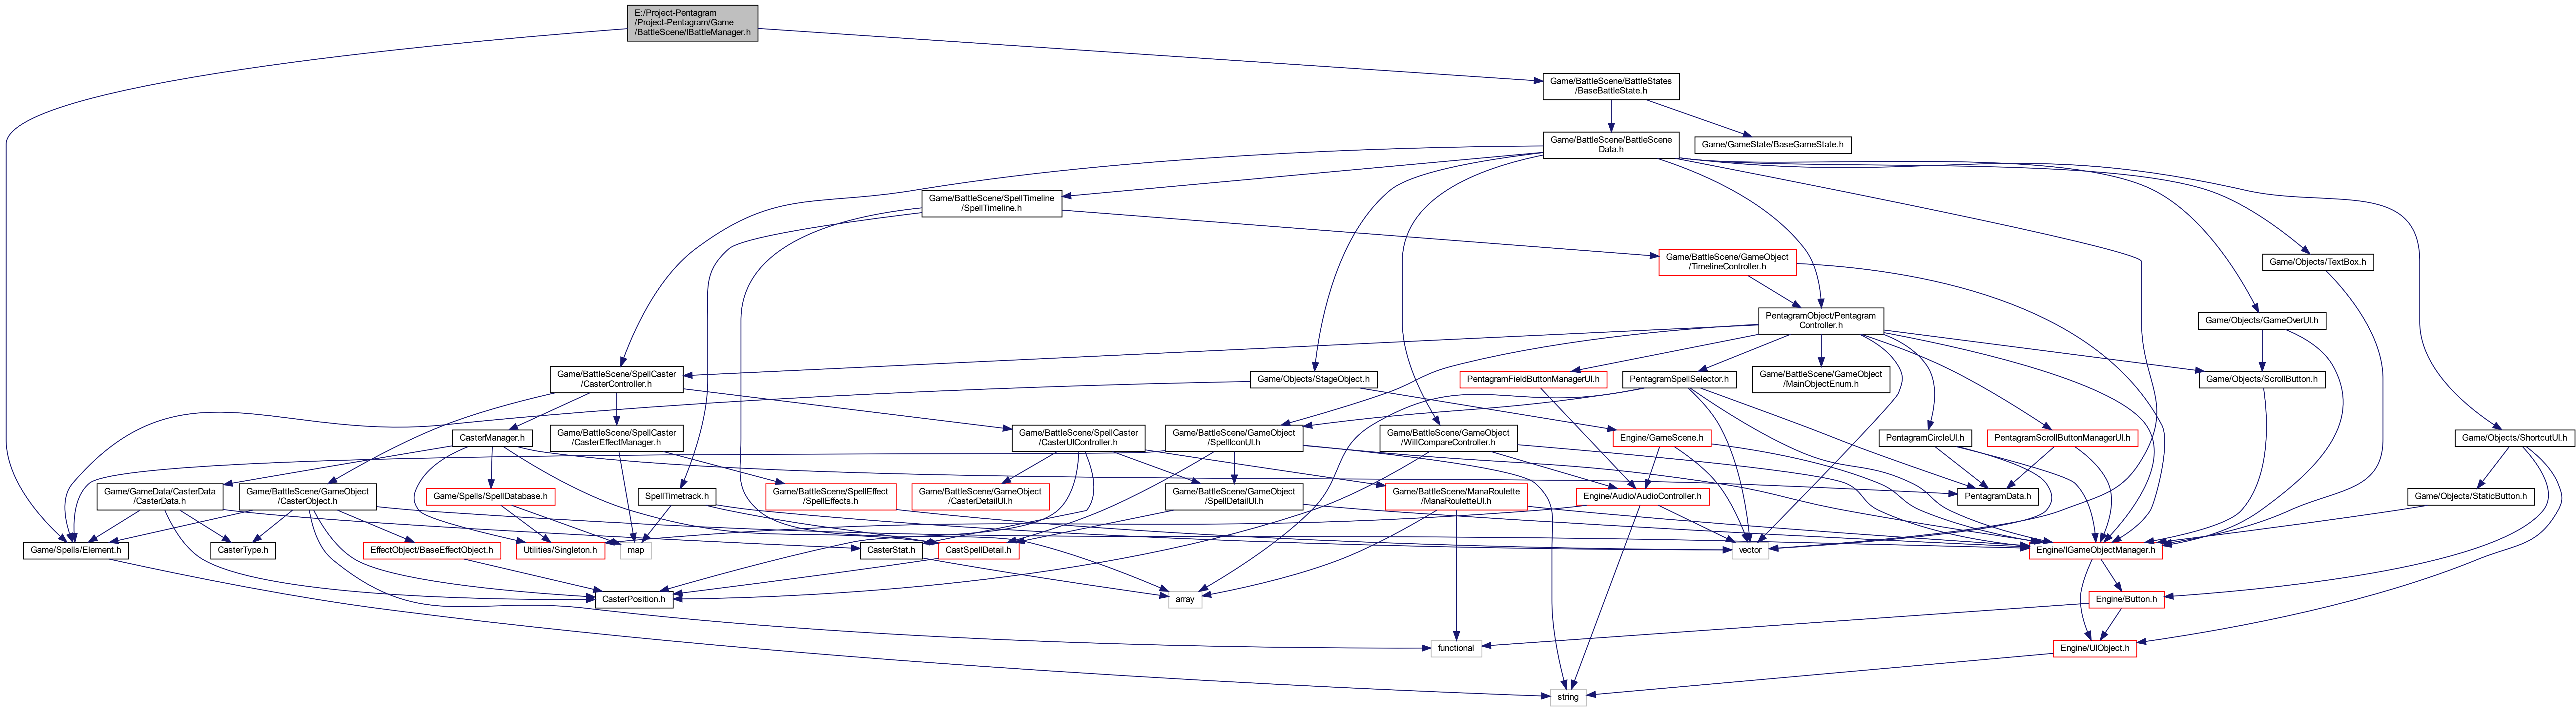 E:/Project-Pentagram
/Project-Pentagram/Game
/BattleScene/IBattleManager.h
Game/BattleScene/BattleStates
/BaseBattleState.h
Game/BattleScene/BattleScene
Data.h
Game/GameState/BaseGameState.h
Game/BattleScene/SpellTimeline
/SpellTimeline.h
Game/BattleScene/GameObject
/TimelineController.h
Game/Objects/TextBox.h
PentagramObject/Pentagram
Controller.h
Game/Objects/GameOverUI.h
Game/BattleScene/SpellCaster
/CasterController.h
Game/Objects/StageObject.h
PentagramFieldButtonManagerUI.h
PentagramSpellSelector.h
Game/BattleScene/GameObject
/MainObjectEnum.h
Game/Objects/ScrollButton.h
CasterManager.h
Game/BattleScene/SpellCaster
/CasterEffectManager.h
Game/BattleScene/SpellCaster
/CasterUIController.h
Game/BattleScene/GameObject
/SpellIconUI.h
Game/BattleScene/GameObject
/WillCompareController.h
Engine/GameScene.h
PentagramCircleUI.h
PentagramScrollButtonManagerUI.h
Game/Objects/ShortcutUI.h
Game/GameData/CasterData
/CasterData.h
Game/BattleScene/GameObject
/CasterObject.h
Game/Spells/SpellDatabase.h
SpellTimetrack.h
Game/BattleScene/SpellEffect
/SpellEffects.h
Game/BattleScene/GameObject
/CasterDetailUI.h
Game/BattleScene/GameObject
/SpellDetailUI.h
Game/BattleScene/ManaRoulette
/ManaRouletteUI.h
Engine/Audio/AudioController.h
PentagramData.h
Game/Objects/StaticButton.h
Game/Spells/Element.h
CasterType.h
EffectObject/BaseEffectObject.h
Utilities/Singleton.h
map
CasterStat.h
CastSpellDetail.h
vector
Engine/IGameObjectManager.h
CasterPosition.h
array
Engine/Button.h
functional
Engine/UIObject.h
string